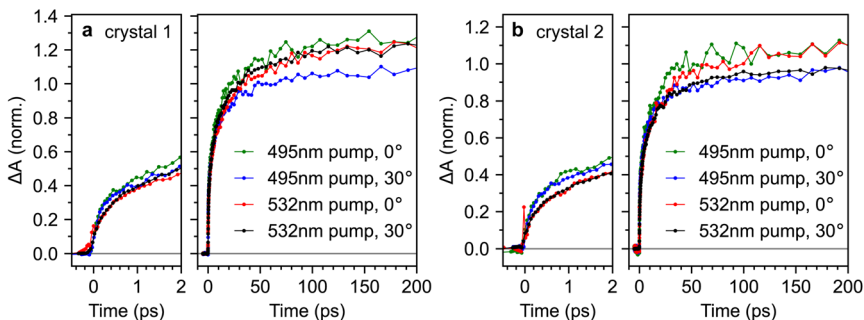 a crystal 1
ΔA (norm.)
1.4
1.2
1.0
0.8
0.6
0.4
0.2
0.0
495nm pump, 0°
495nm pump, 30°
532nm pump, 0°
532nm pump, 30°
0 1 2
0 50 100 150 200
Time (ps)
Time (ps)
b crystal 2
ΔA (norm.)
1.2
1.0
0.8
0.6
0.4
0.2
0.0
495nm pump, 0°
495nm pump, 30°
532nm pump, 0°
532nm pump, 30°
0 1 2
0 50 100 150 200
Time (ps)
Time (ps)